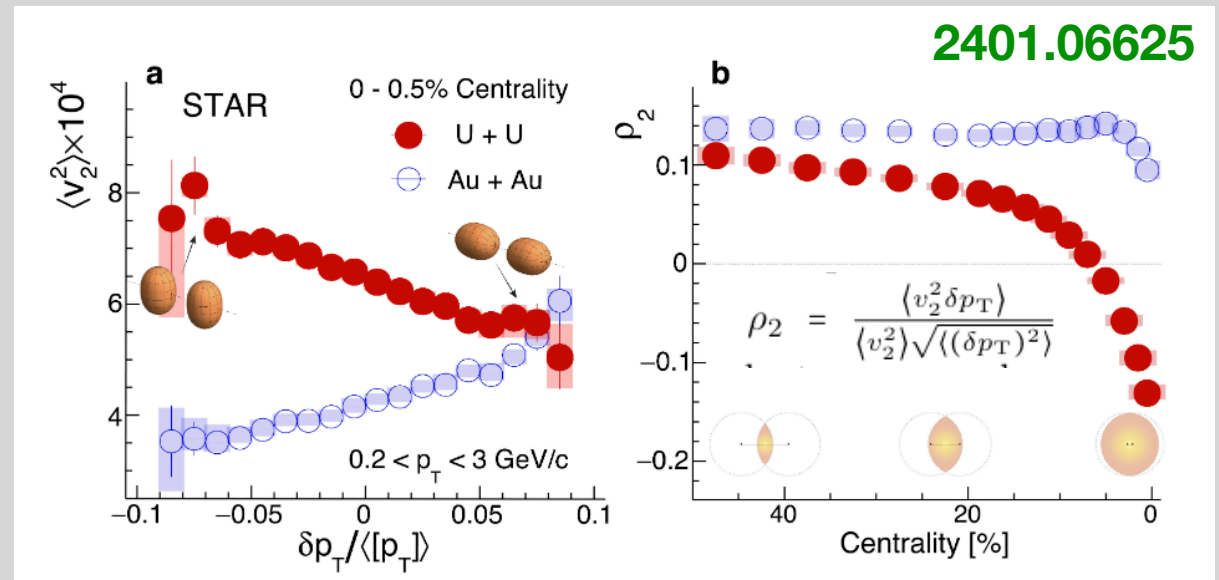 2401.06625
a
STAR
0 - 0.5% Centrality
U + U
Au + Au
⟨v₂²⟩×10⁴
8
6
4
0.2 < p_T < 3 GeV/c
−0.1 −0.05 0 0.05 0.1
δp_T/⟨[p_T]⟩
b
ρ₂
0.1
0
−0.1
−0.2
ρ₂ = ⟨v₂²δp_T⟩ / ⟨v₂²⟩√⟨(δp_T)²⟩
40 20 0
Centrality [%]